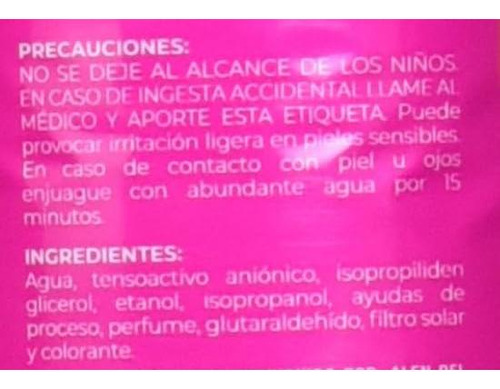 PRECAUCIONES:
NO SE DEJE AL ALCANCE DE LOS NIÑOS.
EN CASO DE INGESTA ACCIDENTAL LLAME AL
MÉDICO Y APORTE ESTA ETIQUETA. Puede
provocar irritación ligera en pieles sensibles.
En caso de contacto con piel u ojos
enjuague con abundante agua por 15
minutos.
INGREDIENTES:
Agua, tensoactivo aniónico, isopropiliden
glicerol, etanol, isopropanol, ayudas de
proceso, perfume, glutaraldehído, filtro solar
y colorante.
POR: ALEN DEL